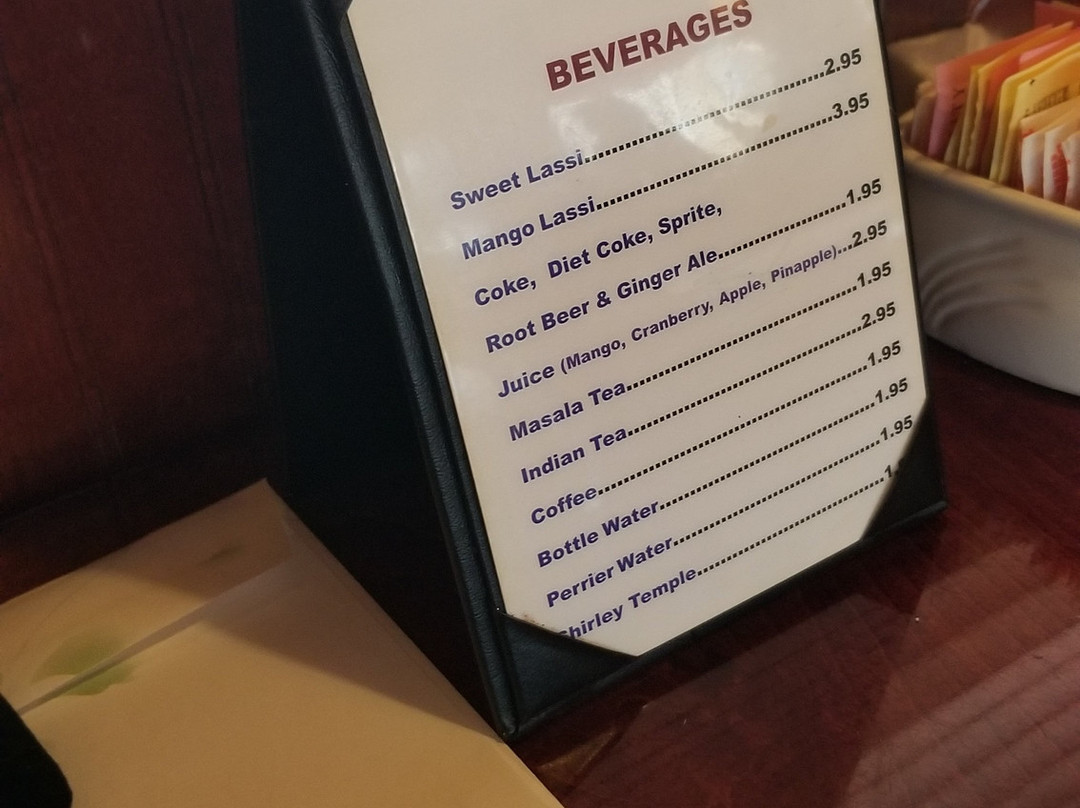 BEVERAGES
Sweet Lassi..............................2.95
Mango Lassi..............................3.95
Coke, Diet Coke, Sprite,
Root Beer & Ginger Ale................1.95
Juice (Mango, Cranberry, Apple, Pinapple)...2.95
Masala Tea..............................1.95
Indian Tea..............................2.95
Coffee..............................1.95
Bottle Water..............................1.95
Perrier Water..............................1.95
Shirley Temple..............................1.